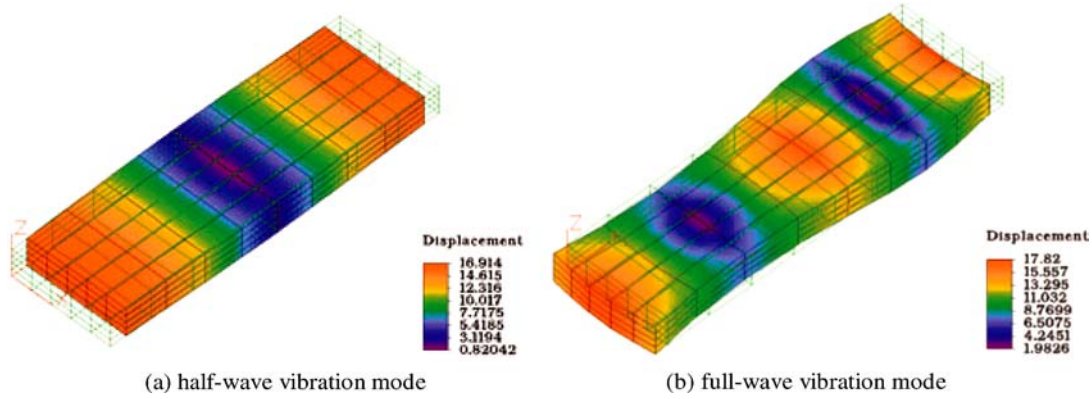 Z
Displacement
16.914
14.615
12.316
10.017
7.7175
5.4185
3.1194
0.82042
(a) half-wave vibration mode
Z
Displacement
17.82
15.557
13.295
11.032
8.7699
6.5075
4.2451
1.9826
(b) full-wave vibration mode